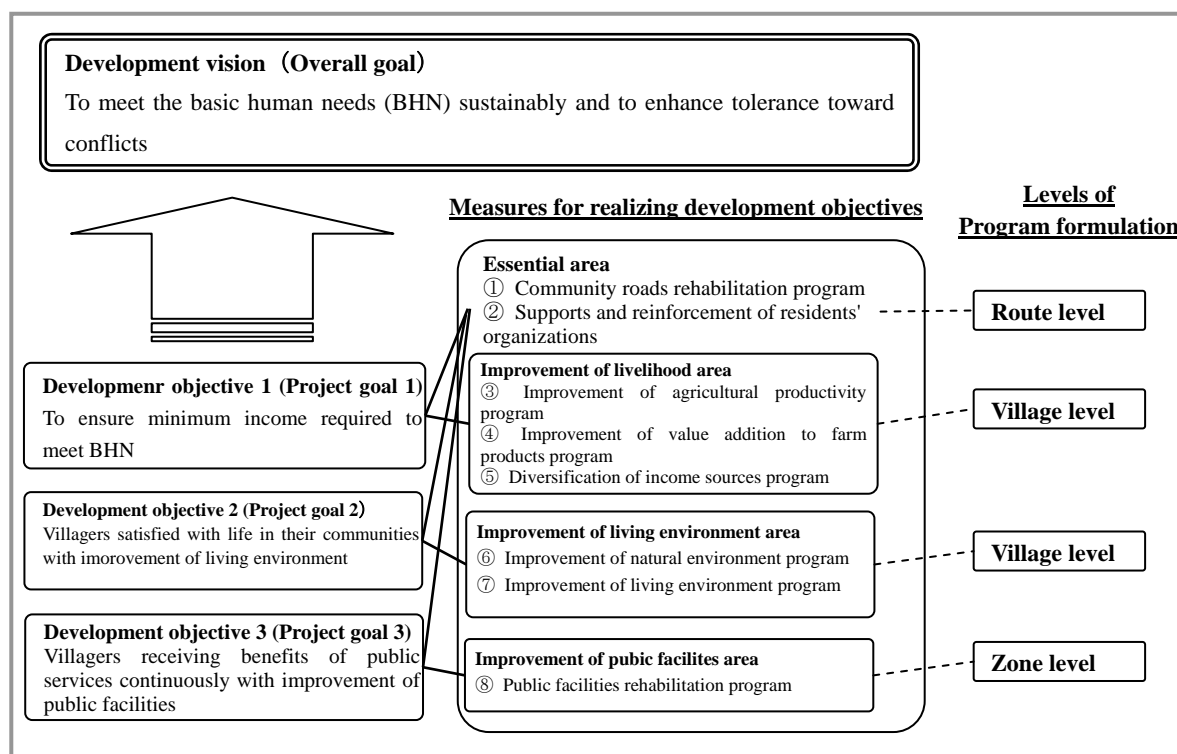 Development vision（Overall goal）
To meet the basic human needs (BHN) sustainably and to enhance tolerance toward
conflicts
Measures for realizing development objectives
Levels of
Program formulation
Essential area
① Community roads rehabilitation program
② Supports and reinforcement of residents'
organizations
Route level
Developmenr objective 1 (Project goal 1)
To ensure minimum income required to
meet BHN
Improvement of livelihood area
③ Improvement of agricultural productivity
program
④ Improvement of value addition to farm
products program
⑤ Diversification of income sources program
Village level
Development objective 2 (Project goal 2）
Villagers satisfied with life in their communities
with imorovement of living environment
Improvement of living environment area
⑥ Improvement of natural environment program
⑦ Improvement of living environment program
Village level
Development objective 3 (Project goal 3)
Villagers receiving benefits of public
services continuously with improvement of
public facilities
Improvement of pubic facilites area
⑧ Public facilities rehabilitation program
Zone level